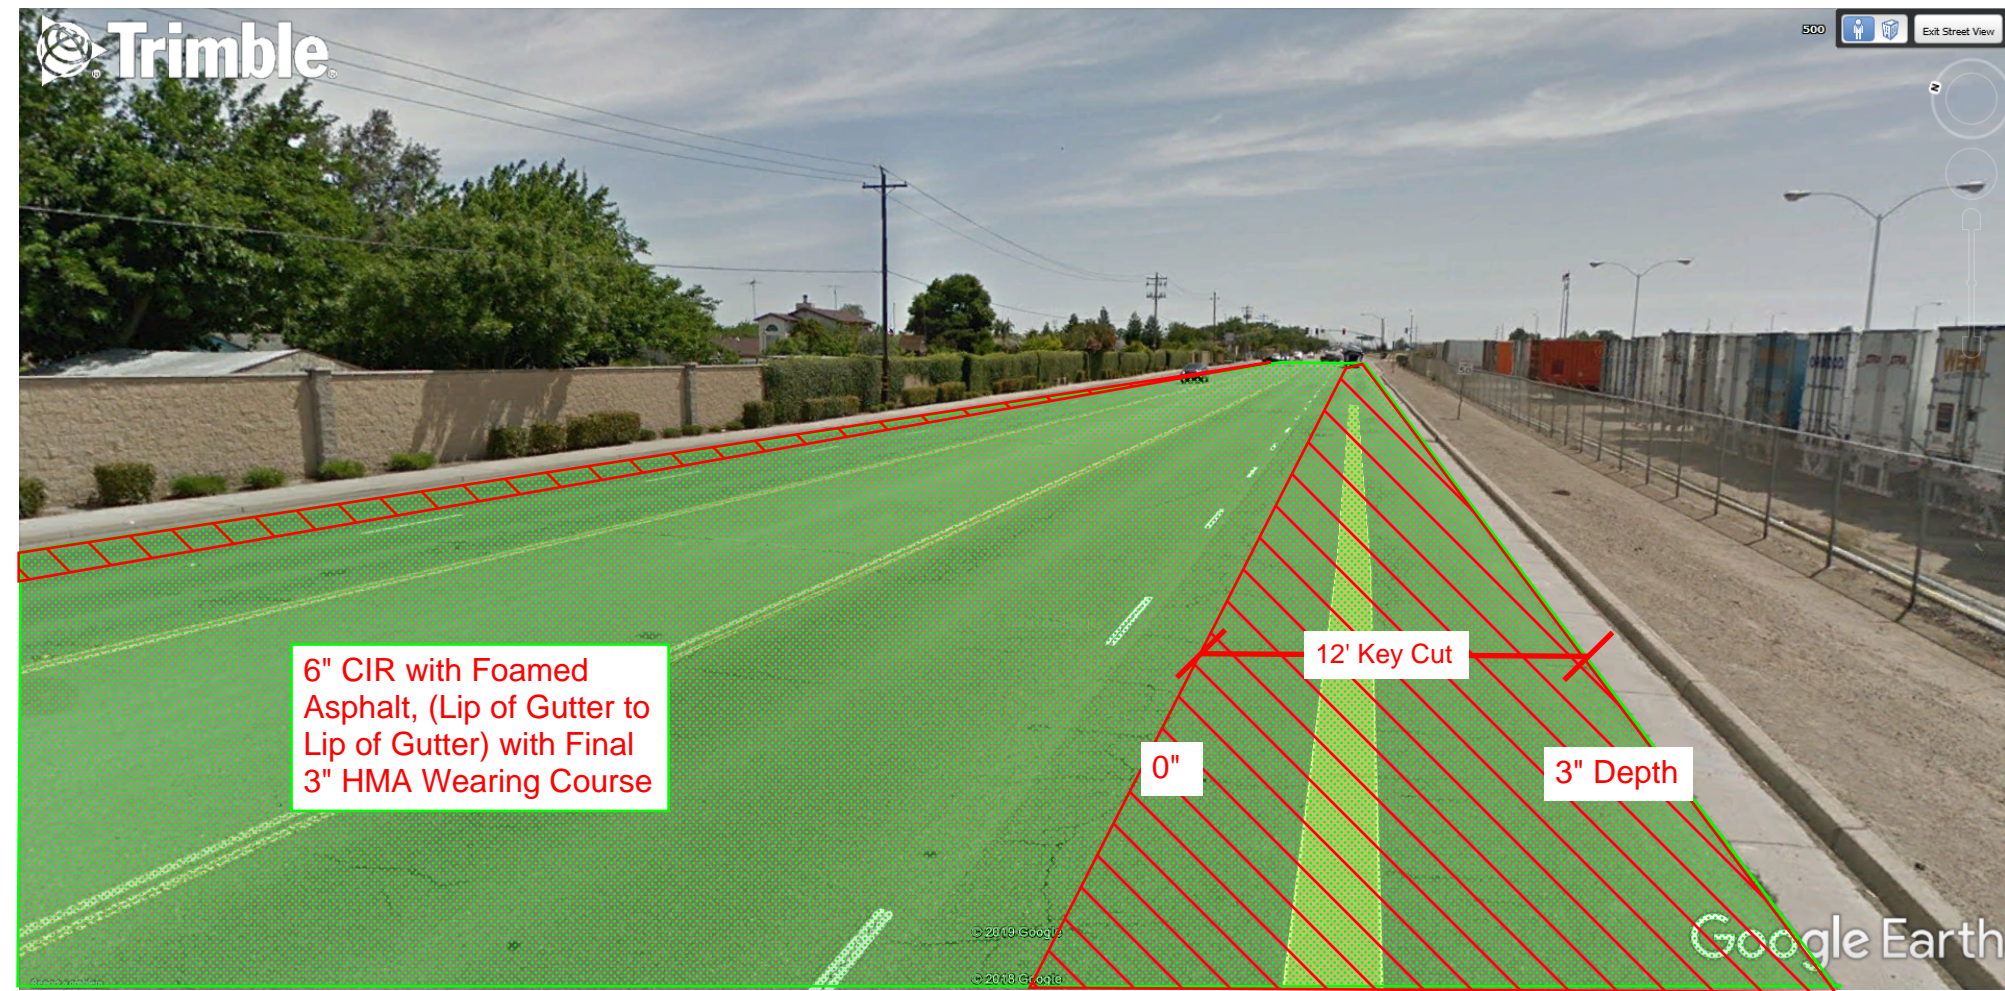 Trimble
500
Exit Street View
N
6" CIR with Foamed
Asphalt, (Lip of Gutter to
Lip of Gutter) with Final
3" HMA Wearing Course
12' Key Cut
0"
3" Depth
© 2019 Google
© 2018 Google
Google Earth